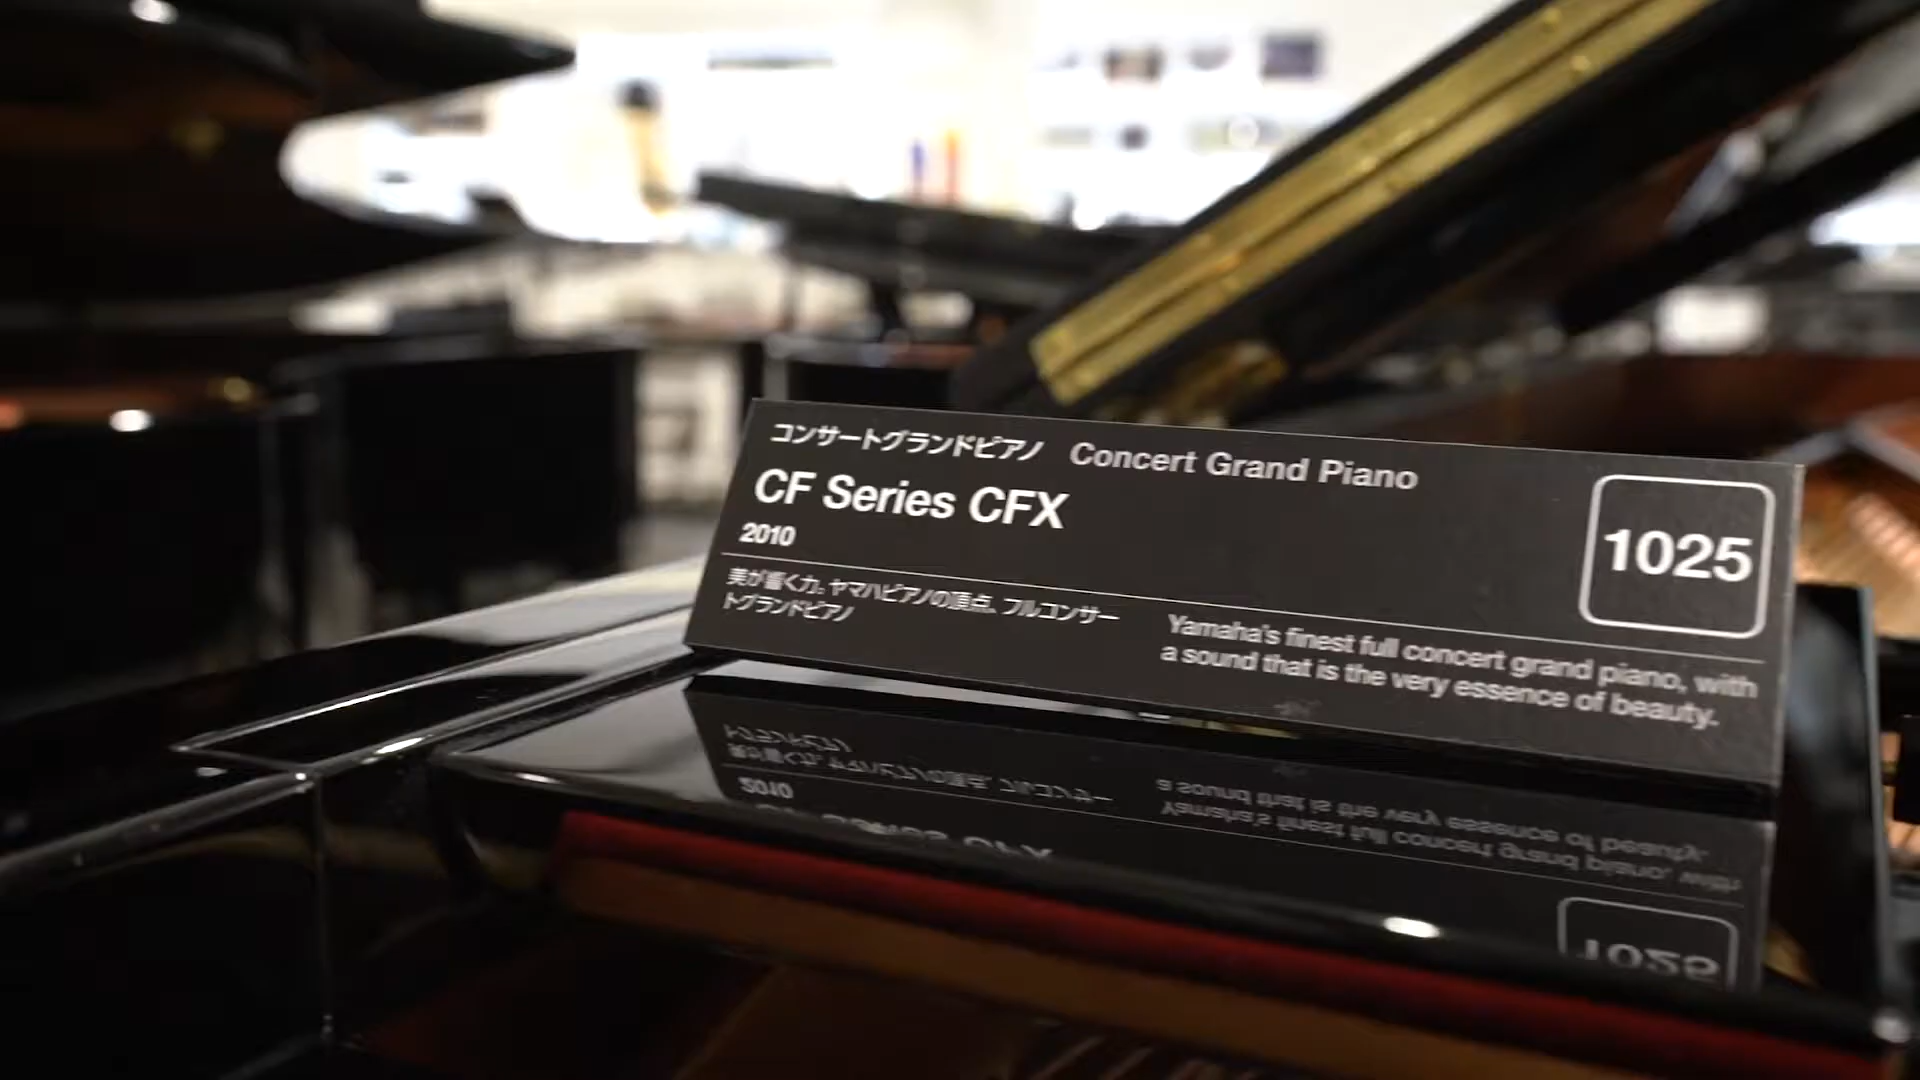 コンサートグランドピアノ Concert Grand Piano
CF Series CFX
2010
1025
美が響く力。ヤマハピアノの頂点、フルコンサー
トグランドピアノ
Yamaha's finest full concert grand piano, with
a sound that is the very essence of beauty.